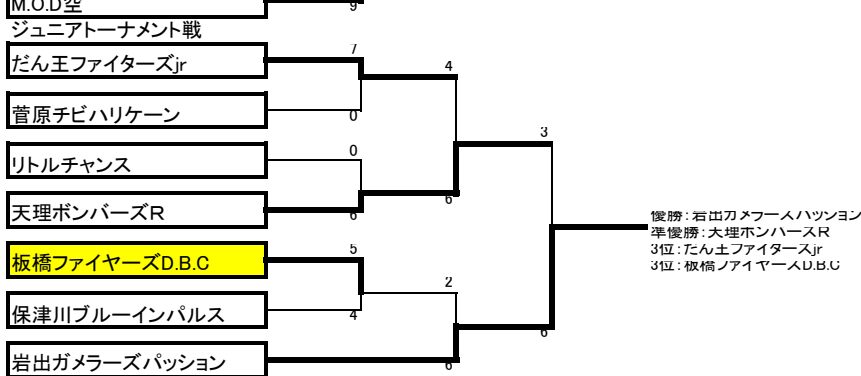 M.O.D空
9
ジュニアトーナメント戦
だん王ファイターズjr
7
4
菅原チビハリケーン
0
3
リトルチャンス
0
天理ボンバーズR
6
6
優勝：岩出ガメラーズパッション
準優勝：天理ボンバーズR
3位：だん王ファイターズjr
3位：板橋ファイヤーズD.B.C
板橋ファイヤーズD.B.C
5
2
保津川ブルーインパルス
4
6
岩出ガメラーズパッション
6